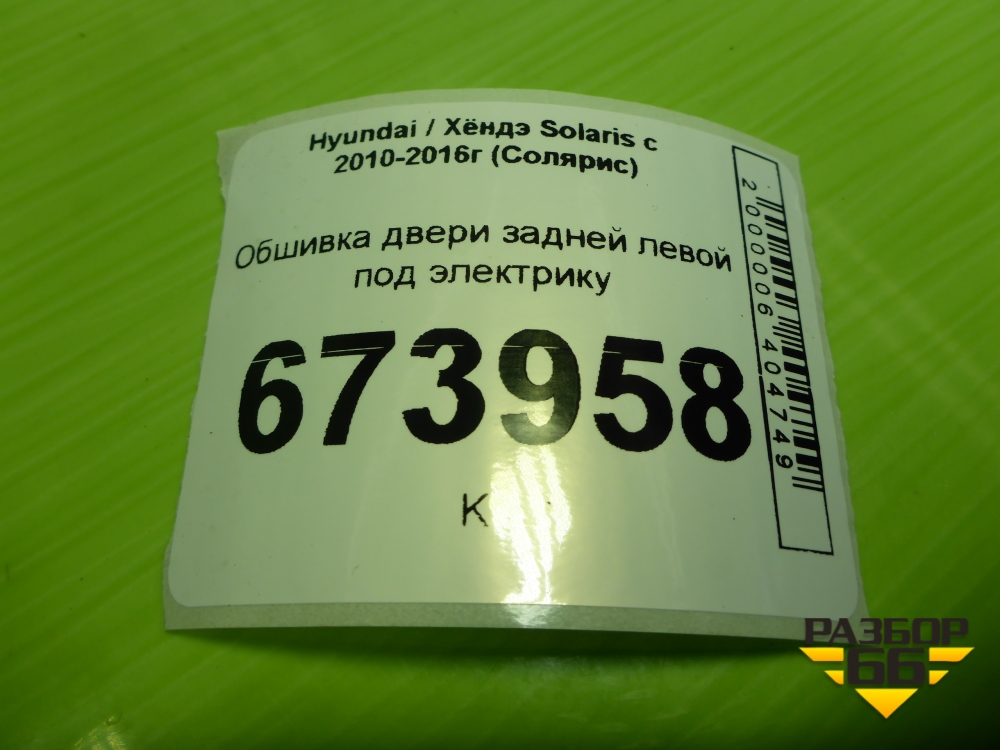 Hyundai / Хёндэ Solaris с
2010-2016г (Солярис)
Обшивка двери задней левой
под электрику
673958
К
2000006404749
РАЗБОР
66